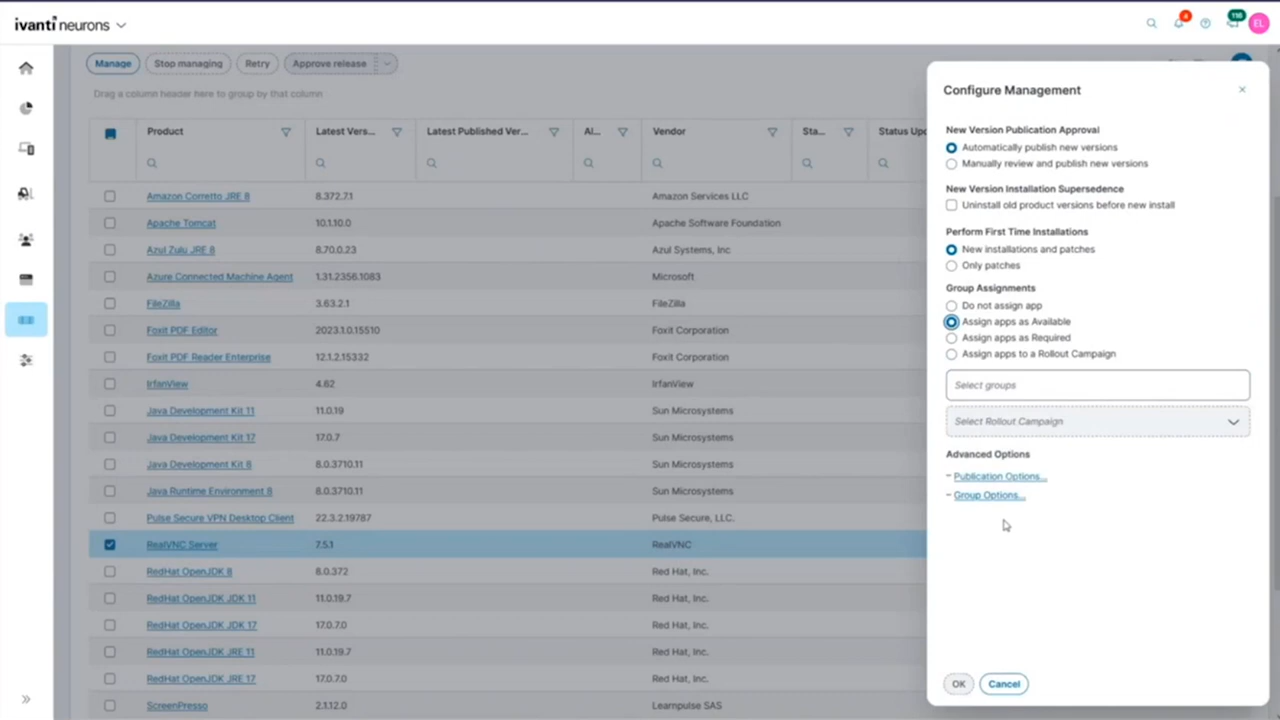 ivanti neurons
4
116
EL
Manage
Stop managing
Retry
Approve release
Drag a column header here to group by that column
Product
Latest Vers...
Latest Published Ver...
Al...
Vendor
Sta...
Status Upd
Amazon Corretto JRE 8 8.372.7.1 Amazon Services LLC
Apache Tomcat 10.1.10.0 Apache Software Foundation
Azul Zulu JRE 8 8.70.0.23 Azul Systems, Inc
Azure Connected Machine Agent 1.31.2356.1083 Microsoft
FileZilla 3.63.2.1 FileZilla
Foxit PDF Editor 2023.1.0.15510 Foxit Corporation
Foxit PDF Reader Enterprise 12.1.2.15332 Foxit Corporation
IrfanView 4.62 IrfanView
Java Development Kit 11 11.0.19 Sun Microsystems
Java Development Kit 17 17.0.7 Sun Microsystems
Java Development Kit 8 8.0.3710.11 Sun Microsystems
Java Runtime Environment 8 8.0.3710.11 Sun Microsystems
Pulse Secure VPN Desktop Client 22.3.2.19787 Pulse Secure, LLC.
RealVNC Server 7.5.1 RealVNC
RedHat OpenJDK 8 8.0.372 Red Hat, Inc.
RedHat OpenJDK JDK 11 11.0.19.7 Red Hat, Inc.
RedHat OpenJDK JDK 17 17.0.7.0 Red Hat, Inc.
RedHat OpenJDK JRE 11 11.0.19.7 Red Hat, Inc.
RedHat OpenJDK JRE 17 17.0.7.0 Red Hat, Inc.
ScreenPresso 2.1.12.0 Learnpulse SAS
Configure Management
New Version Publication Approval
Automatically publish new versions
Manually review and publish new versions
New Version Installation Supersedence
Uninstall old product versions before new install
Perform First Time Installations
New installations and patches
Only patches
Group Assignments
Do not assign app
Assign apps as Available
Assign apps as Required
Assign apps to a Rollout Campaign
Select groups
Select Rollout Campaign
Advanced Options
- Publication Options...
- Group Options...
OK
Cancel